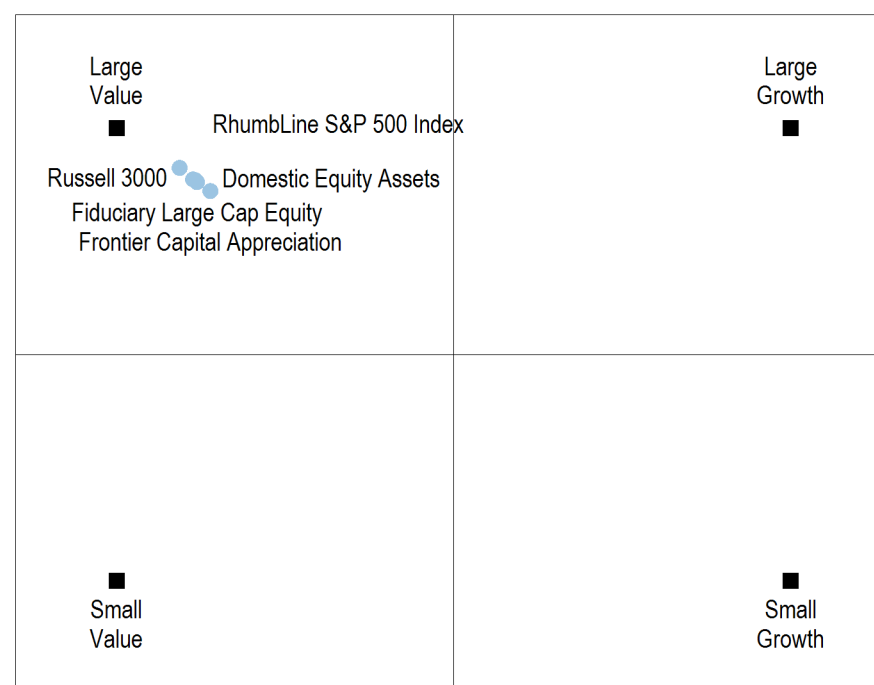 Large
Value
Large
Growth
RhumbLine S&P 500 Index
Russell 3000
Domestic Equity Assets
Fiduciary Large Cap Equity
Frontier Capital Appreciation
Small
Value
Small
Growth